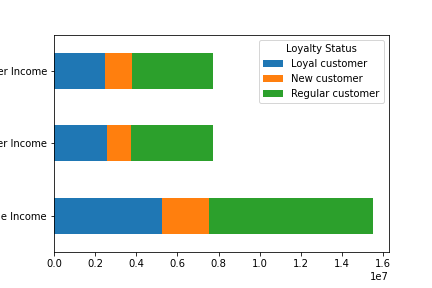 Loyalty Status
Loyal customer
New customer
Regular customer
er Income
er Income
e Income
0.0 0.2 0.4 0.6 0.8 1.0 1.2 1.4 1.6
1e7